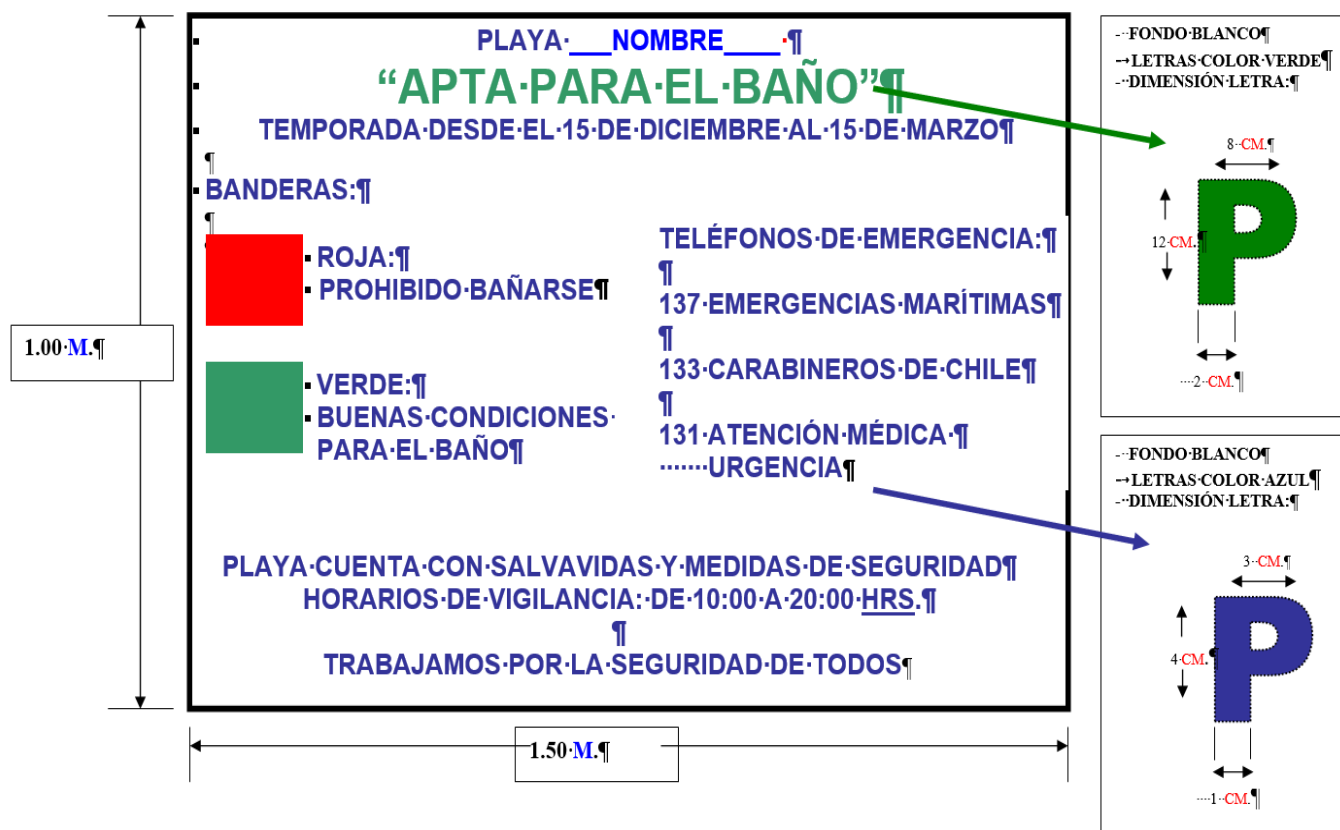 PLAYA ___NOMBRE____ ¶
“APTA·PARA·EL·BAÑO”¶
TEMPORADA·DESDE·EL·15·DE·DICIEMBRE·AL·15·DE·MARZO¶
¶
BANDERAS:¶
¶
ROJA:¶
PROHIBIDO·BAÑARSE¶
VERDE:¶
BUENAS·CONDICIONES·
PARA·EL·BAÑO¶
TELÉFONOS·DE·EMERGENCIA:¶
¶
137·EMERGENCIAS·MARÍTIMAS¶
¶
133·CARABINEROS·DE·CHILE¶
¶
131·ATENCIÓN·MÉDICA·¶
·······URGENCIA¶
PLAYA·CUENTA·CON·SALVAVIDAS·Y·MEDIDAS·DE·SEGURIDAD¶
HORARIOS·DE·VIGILANCIA:·DE·10:00·A·20:00·HRS.¶
¶
TRABAJAMOS·POR·LA·SEGURIDAD·DE·TODOS¶
1.00·M.¶
1.50·M.¶
-··FONDO·BLANCO¶
-→LETRAS·COLOR·VERDE¶
-··DIMENSIÓN·LETRA:¶
8··CM.¶
12·CM.¶
P
····2··CM.¶
-··FONDO·BLANCO¶
-→LETRAS·COLOR·AZUL¶
-··DIMENSIÓN·LETRA:¶
3··CM.¶
4·CM.¶
P
····1··CM.¶